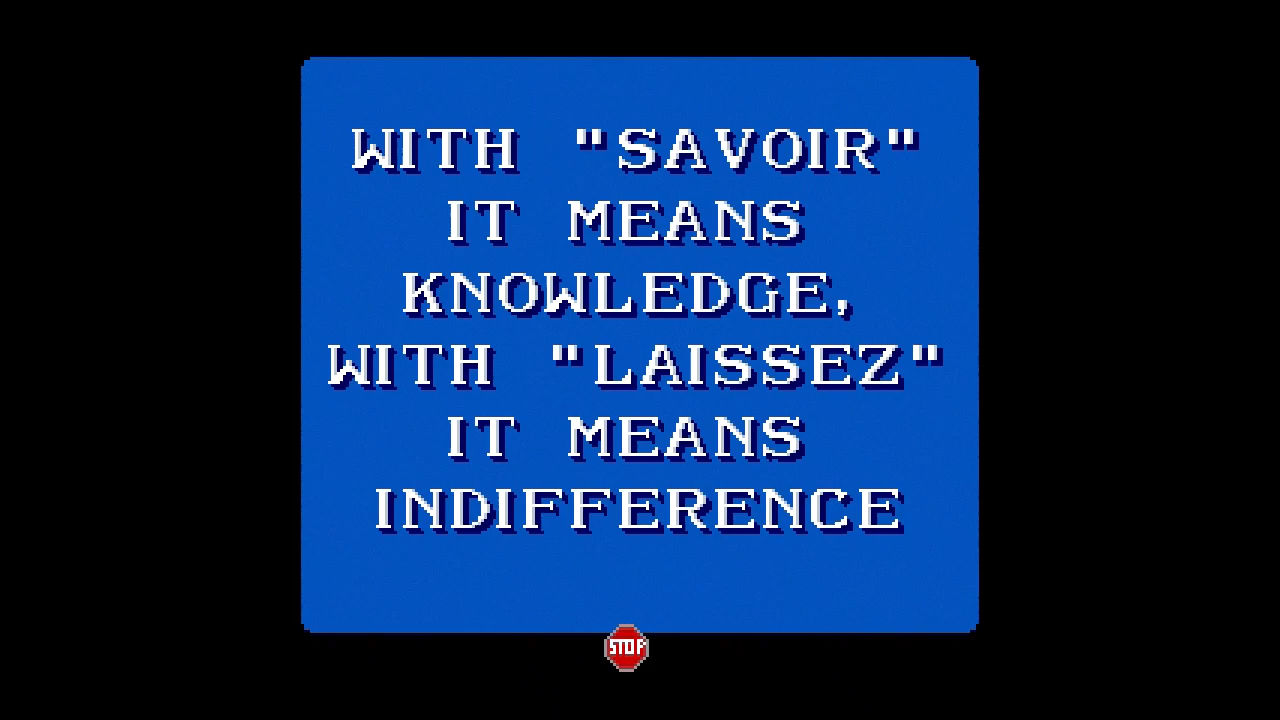 WITH "SAVOIR"
IT MEANS
KNOWLEDGE,
WITH "LAISSEZ"
IT MEANS
INDIFFERENCE
STOP